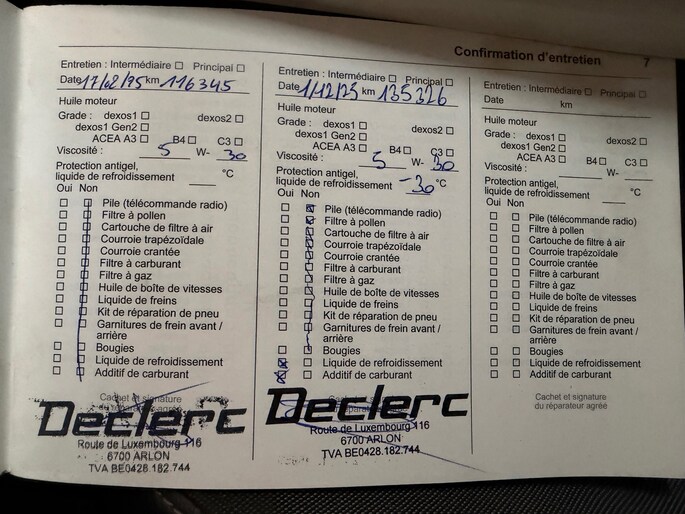 Confirmation d'entretien 7
Entretien : Intermédiaire Principal
Date 17/02/25 km 116345
Huile moteur
Grade : dexos1 dexos2
dexos1 Gen2
ACEA A3 B4 C3
Viscosité : 5 W- 30
Protection antigel,
liquide de refroidissement °C
Oui Non
Pile (télécommande radio)
Filtre à pollen
Cartouche de filtre à air
Courroie trapézoïdale
Courroie crantée
Filtre à carburant
Filtre à gaz
Huile de boîte de vitesses
Liquide de freins
Kit de réparation de pneu
Garnitures de frein avant /
arrière
Bougies
Liquide de refroidissement
Additif de carburant
Cachet et signature
du réparateur agréé
Declerc
Route de Luxembourg 116
6700 ARLON
TVA BE0428.182.744
Entretien : Intermédiaire Principal
Date 1/12/25 km 135326
Huile moteur
Grade : dexos1 dexos2
dexos1 Gen2
ACEA A3 B4 C3
Viscosité : 5 W- 30
Protection antigel,
liquide de refroidissement -30 °C
Oui Non
Pile (télécommande radio)
Filtre à pollen
Cartouche de filtre à air
Courroie trapézoïdale
Courroie crantée
Filtre à carburant
Filtre à gaz
Huile de boîte de vitesses
Liquide de freins
Kit de réparation de pneu
Garnitures de frein avant /
arrière
Bougies
Liquide de refroidissement
Additif de carburant
Cachet et signature
Declerc
Route de Luxembourg 116
6700 ARLON
TVA BE0428.182.744
Entretien : Intermédiaire Principal
Date km
Huile moteur
Grade : dexos1 dexos2
dexos1 Gen2
ACEA A3 B4 C3
Viscosité : W-
Protection antigel,
liquide de refroidissement °C
Oui Non
Pile (télécommande radio)
Filtre à pollen
Cartouche de filtre à air
Courroie trapézoïdale
Courroie crantée
Filtre à carburant
Filtre à gaz
Huile de boîte de vitesses
Liquide de freins
Kit de réparation de pneu
Garnitures de frein avant /
arrière
Bougies
Liquide de refroidissement
Additif de carburant
Cachet et signature
du réparateur agréé